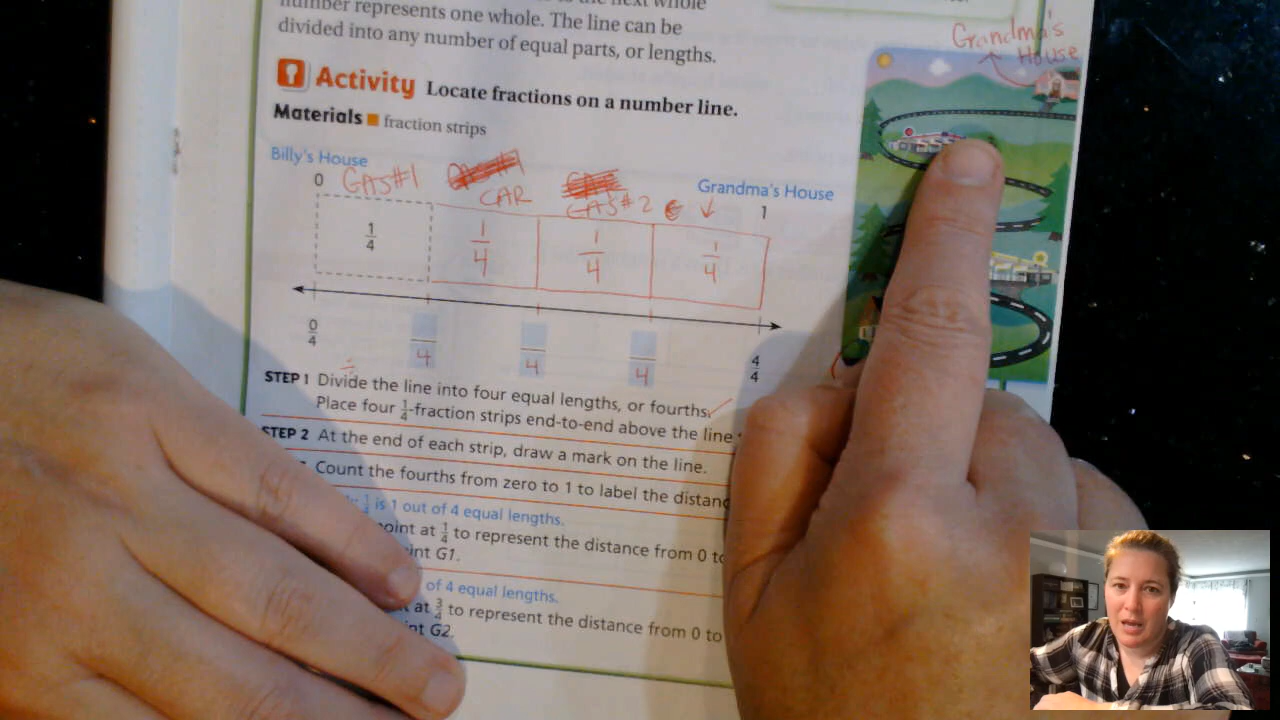 number represents one whole. The line can be
divided into any number of equal parts, or lengths.
Grandma's
House
Activity Locate fractions on a number line.
Materials ■ fraction strips
Billy's House
Grandma's House
0 GAS#1 CAR GAS#2 1
1/4 1/4 1/4 1/4
0/4 /4 /4 /4 4/4
÷
STEP 1 Divide the line into four equal lengths, or fourths.
Place four 1/4-fraction strips end-to-end above the line
STEP 2 At the end of each strip, draw a mark on the line.
Count the fourths from zero to 1 to label the
1/4 is 1 out of 4 equal lengths.
at 1/4 to represent the distance from 0
G1.
of 4 equal lengths.
at 3/4 to represent the distance from 0 to
G2.